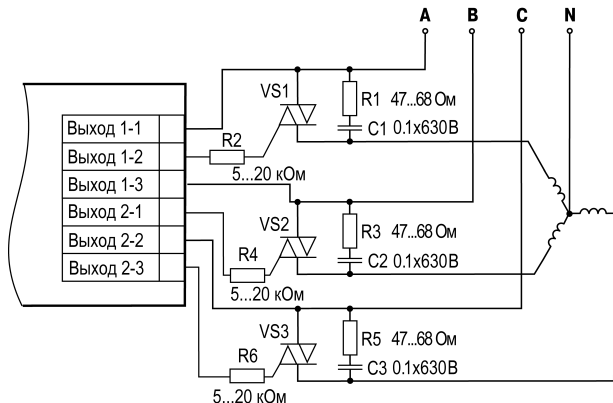 A B C N
VS1
R1 47...68 Ом
Выход 1-1
R2
C1 0.1x630В
Выход 1-2
5...20 кОм
Выход 1-3
Выход 2-1
VS2
R3 47...68 Ом
Выход 2-2
R4
C2 0.1x630В
Выход 2-3
5...20 кОм
VS3
R5 47...68 Ом
R6
C3 0.1x630В
5...20 кОм